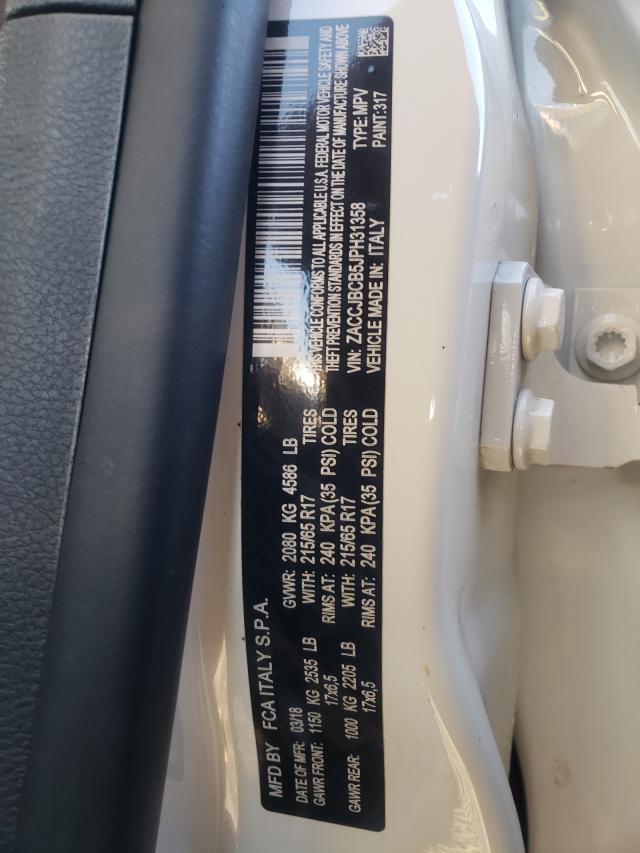 MFD BY FCA ITALY S.P.A.
DATE OF MFR: 03/18 GVWR: 2080 KG 4586 LB
GAWR FRONT: 1150 KG 2535 LB WITH: 215/65 R17 TIRES
17x6,5 RIMS AT: 240 KPA(35 PSI) COLD
GAWR REAR: 1000 KG 2205 LB WITH: 215/65 R17 TIRES
17x6,5 RIMS AT: 240 KPA(35 PSI) COLD
THIS VEHICLE CONFORMS TO ALL APPLICABLE U.S.A. FEDERAL MOTOR VEHICLE SAFETY AND
THEFT PREVENTION STANDARDS IN EFFECT ON THE DATE OF MANUFACTURE SHOWN ABOVE
VIN: ZACCJBCB5JPH31358 TYPE: MPV
VEHICLE MADE IN: ITALY PAINT: 317